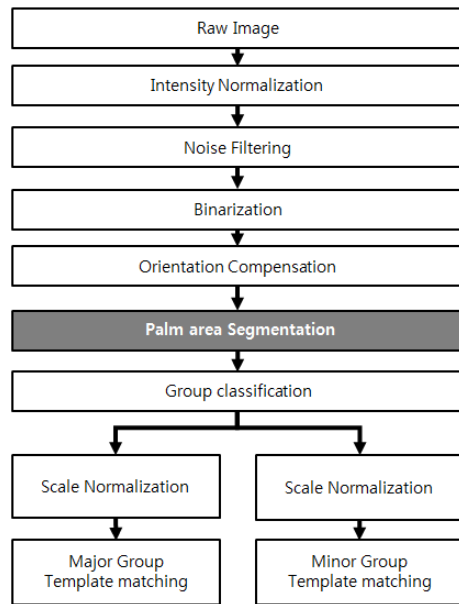 Raw Image
Intensity Normalization
Noise Filtering
Binarization
Orientation Compensation
Palm area Segmentation
Group classification
Scale Normalization
Scale Normalization
Major Group
Template matching
Minor Group
Template matching